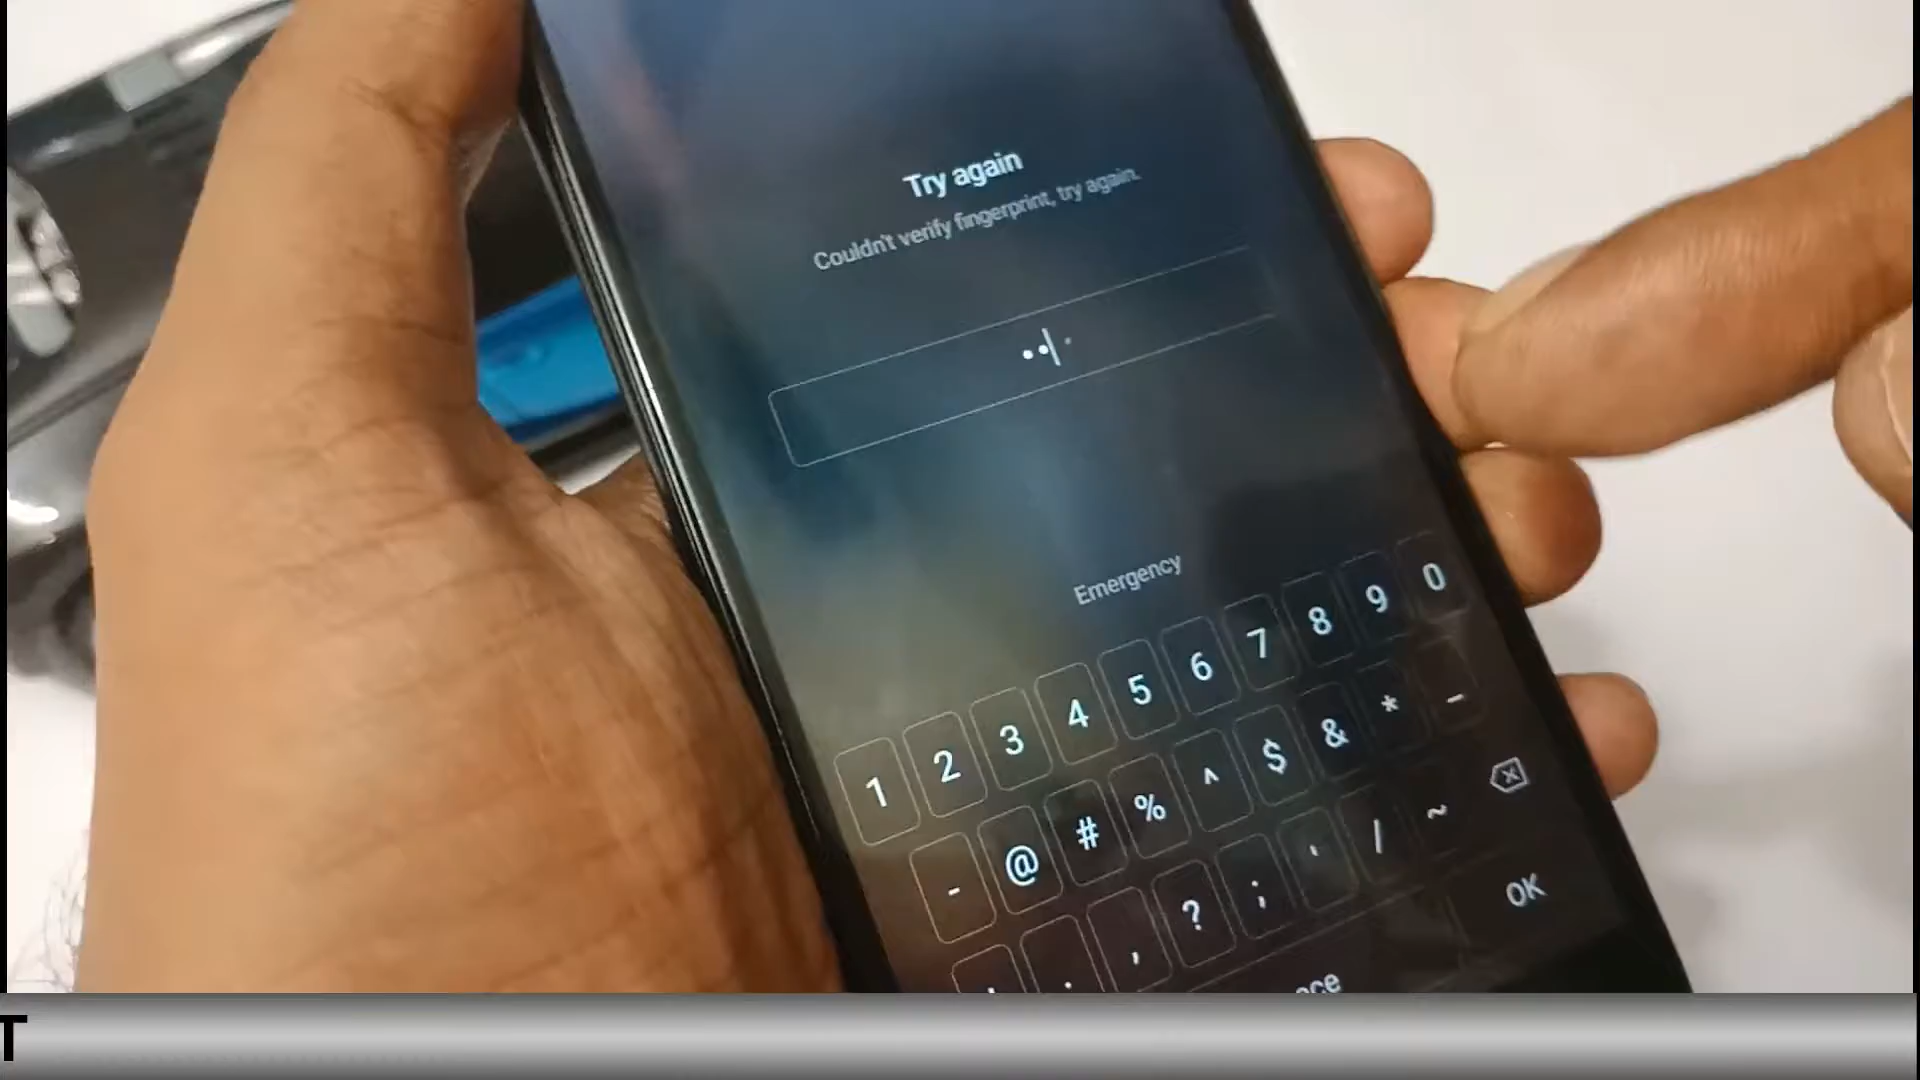 Try again
Couldn't verify fingerprint, try again.
Emergency
1 2 3 4 5 6 7 8 9 0
- @ # % ^ $ & * _
, ? ; ' / ~
OK
T